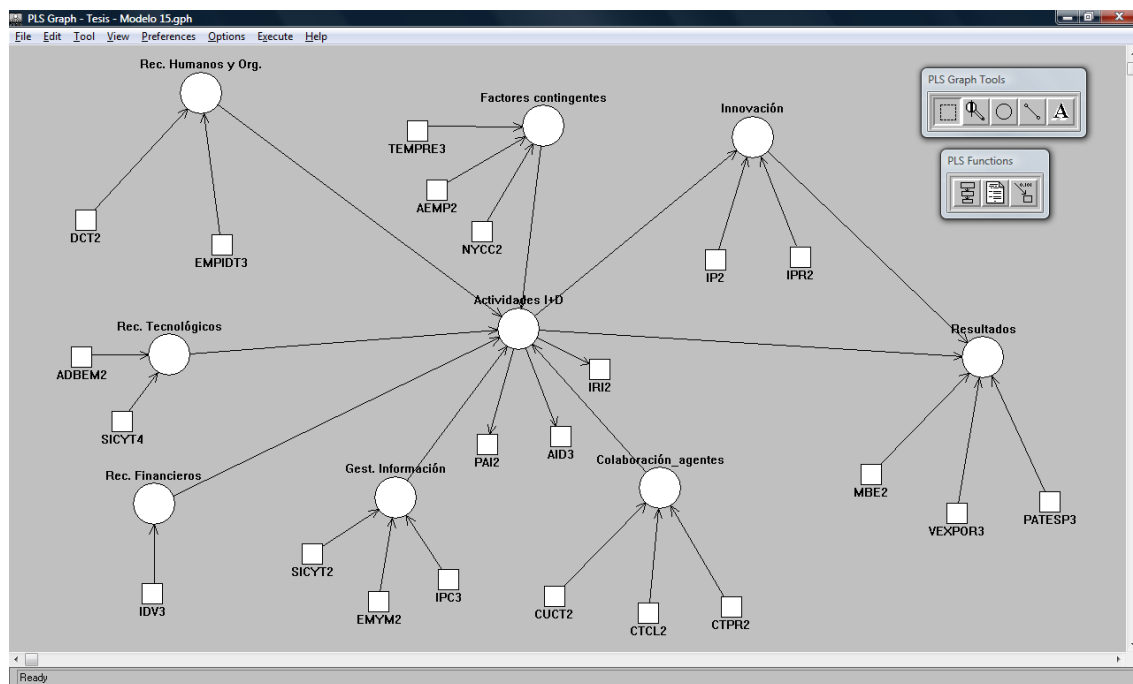 PLS Graph - Tesis - Modelo 15.gph
File Edit Tool View Preferences Options Execute Help
Rec. Humanos y Org.
Factores contingentes
Innovación
PLS Graph Tools
A
PLS Functions
0,101
TEMPRE3
AEMP2
NYCC2
DCT2
EMPIDT3
IP2
IPR2
Actividades I+D
Rec. Tecnológicos
Resultados
ADBEM2
IRI2
SICYT4
PAI2
AID3
Rec. Financieros
Gest. Información
Colaboración_agentes
MBE2
VEXPOR3
PATESP3
SICYT2
IPC3
IDV3
EMYM2
CUCT2
CTCL2
CTPR2
Ready